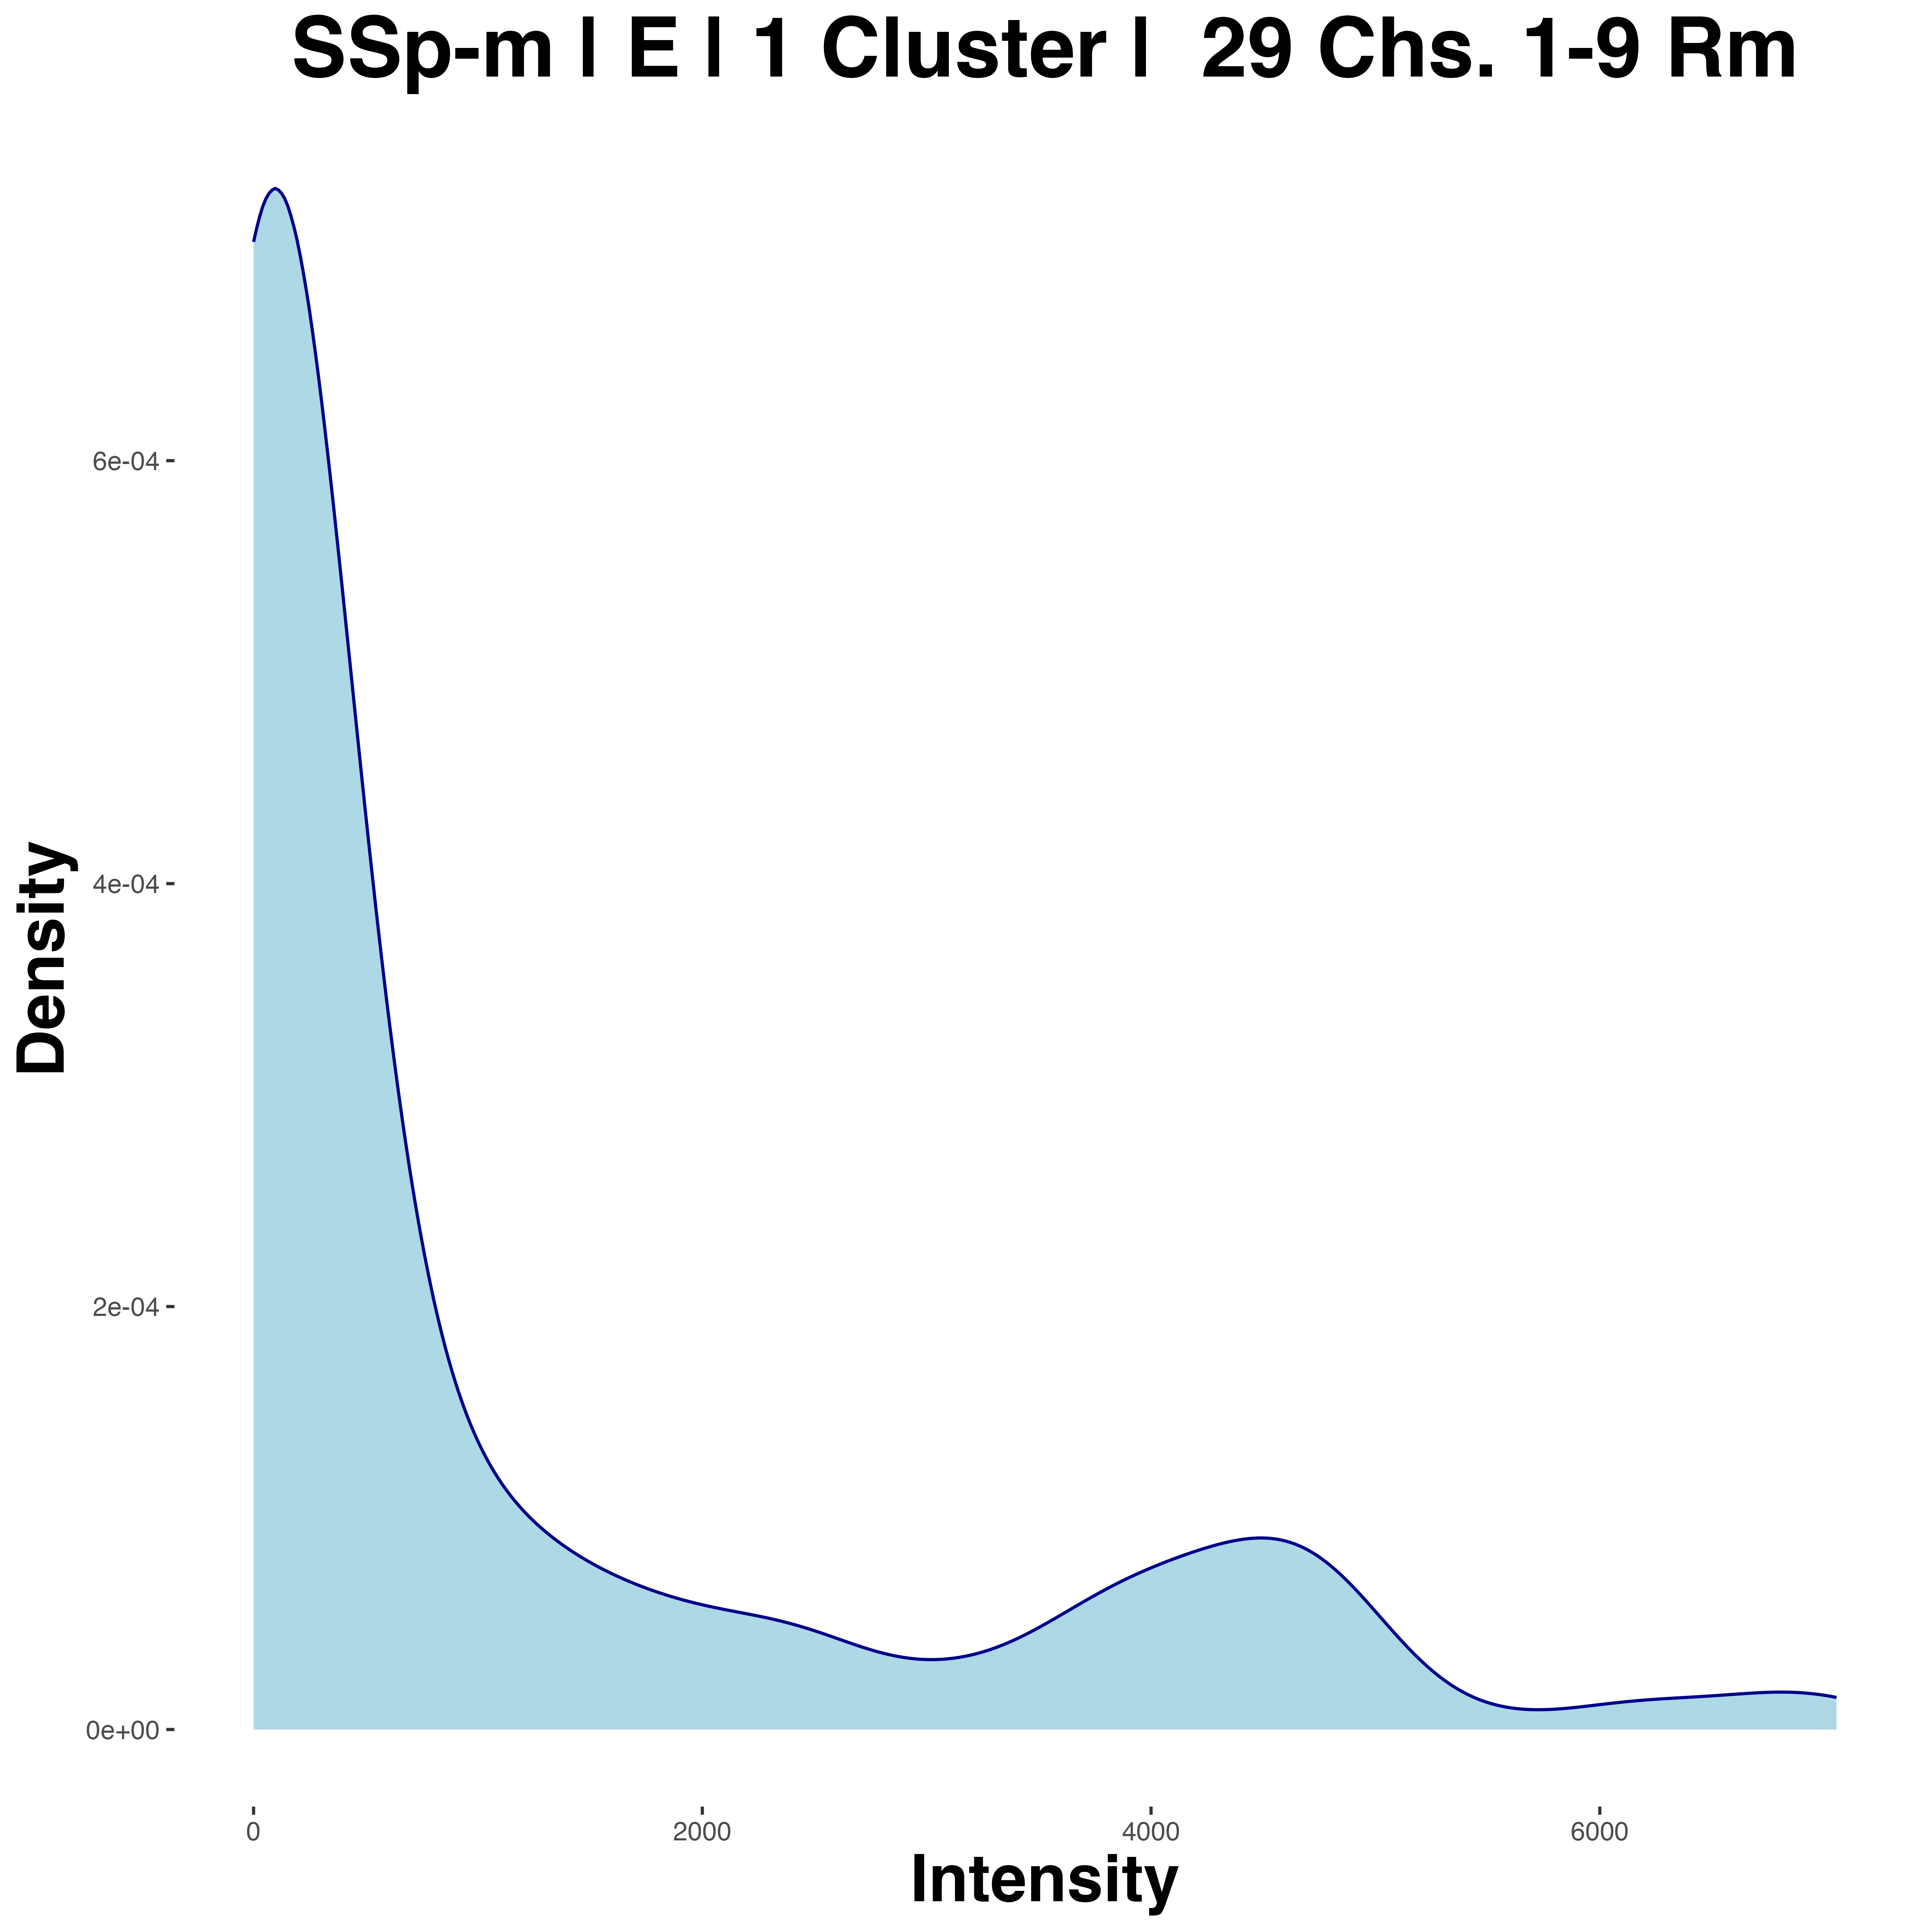 SSp-m | E | 1 Cluster |  29 Chs. 1-9 Rm
Density
6e-04
4e-04
2e-04
0e+00
0
2000
4000
6000
Intensity